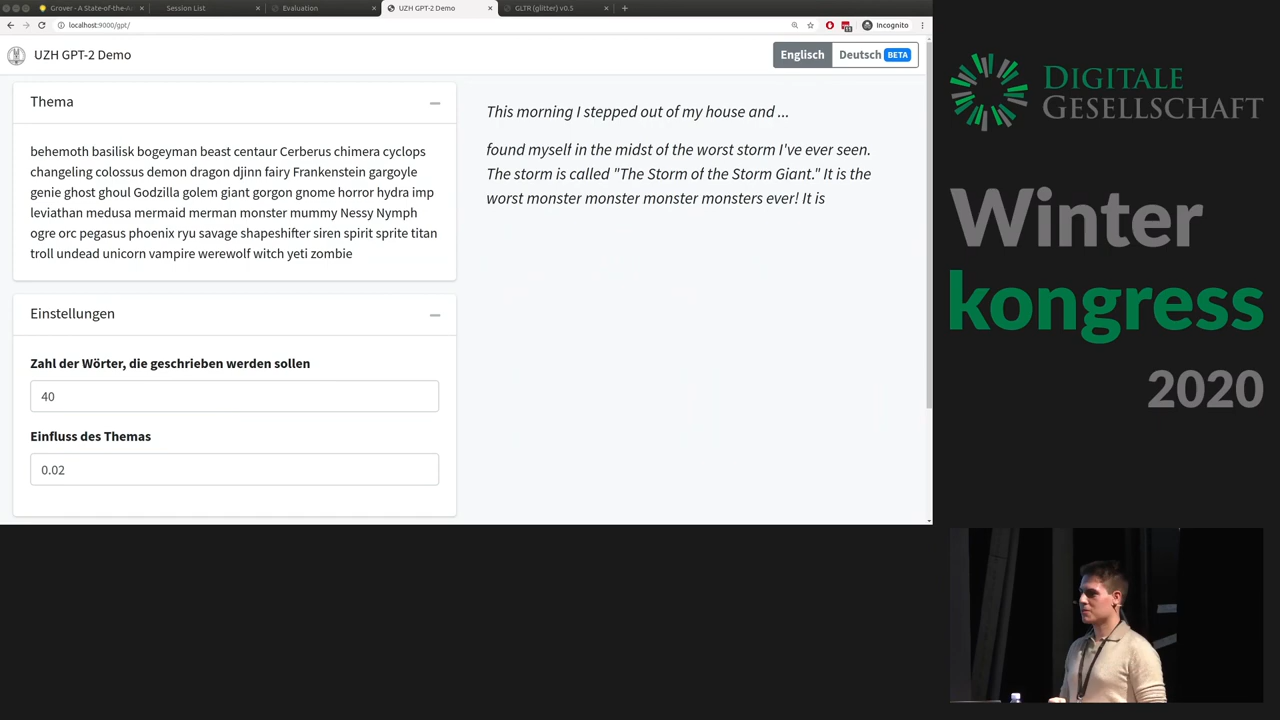 Grover - A State-of-the-A
Session List
Evaluation
UZH GPT-2 Demo
GLTR (glitter) v0.5
localhost:9000/gpt/
Incognito
UZH GPT-2 Demo
Englisch
Deutsch BETA
Thema
behemoth basilisk bogeyman beast centaur Cerberus chimera cyclops
changeling colossus demon dragon djinn fairy Frankenstein gargoyle
genie ghost ghoul Godzilla golem giant gorgon gnome horror hydra imp
leviathan medusa mermaid merman monster mummy Nessy Nymph
ogre orc pegasus phoenix ryu savage shapeshifter siren spirit sprite titan
troll undead unicorn vampire werewolf witch yeti zombie
Einstellungen
Zahl der Wörter, die geschrieben werden sollen
40
Einfluss des Themas
0.02
This morning I stepped out of my house and ...
found myself in the midst of the worst storm I've ever seen.
The storm is called "The Storm of the Storm Giant." It is the
worst monster monster monster monsters ever! It is
DIGITALE
GESELLSCHAFT
Winter
kongress
2020